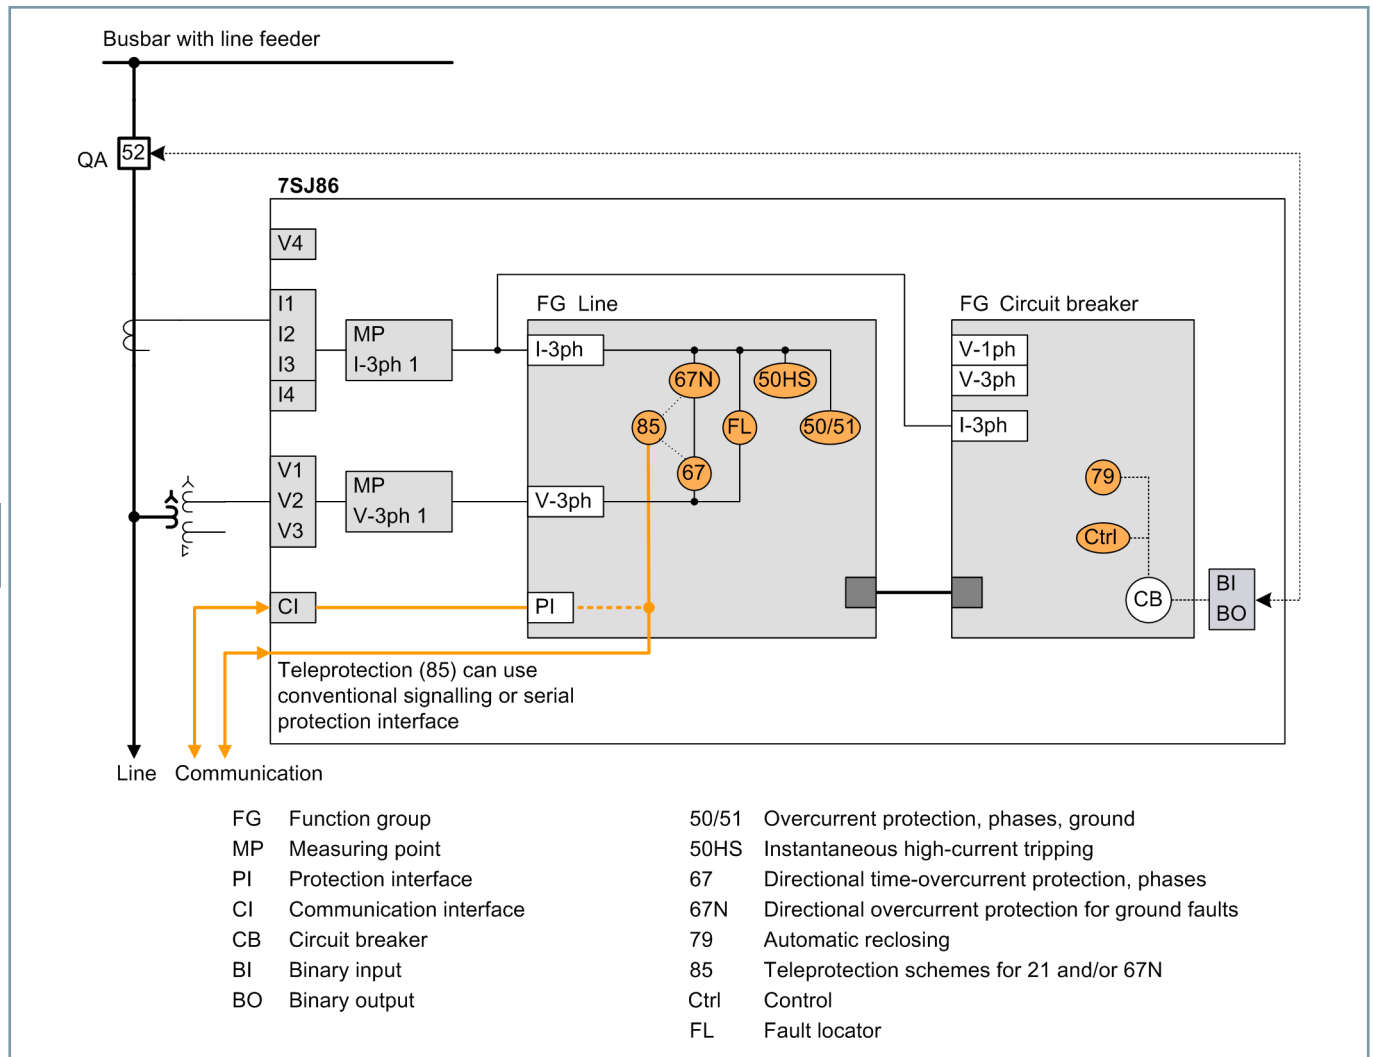 Busbar with line feeder
QA
52
7SJ86
V4
I1
I2
I3
I4
MP
I-3ph 1
V1
V2
V3
MP
V-3ph 1
CI
FG Line
I-3ph
67N
50HS
85
FL
50/51
67
V-3ph
PI
FG Circuit breaker
V-1ph
V-3ph
I-3ph
79
Ctrl
CB
BI
BO
Teleprotection (85) can use
conventional signalling or serial
protection interface
Line
Communication
FG Function group
MP Measuring point
PI Protection interface
CI Communication interface
CB Circuit breaker
BI Binary input
BO Binary output
50/51 Overcurrent protection, phases, ground
50HS Instantaneous high-current tripping
67 Directional time-overcurrent protection, phases
67N Directional overcurrent protection for ground faults
79 Automatic reclosing
85 Teleprotection schemes for 21 and/or 67N
Ctrl Control
FL Fault locator